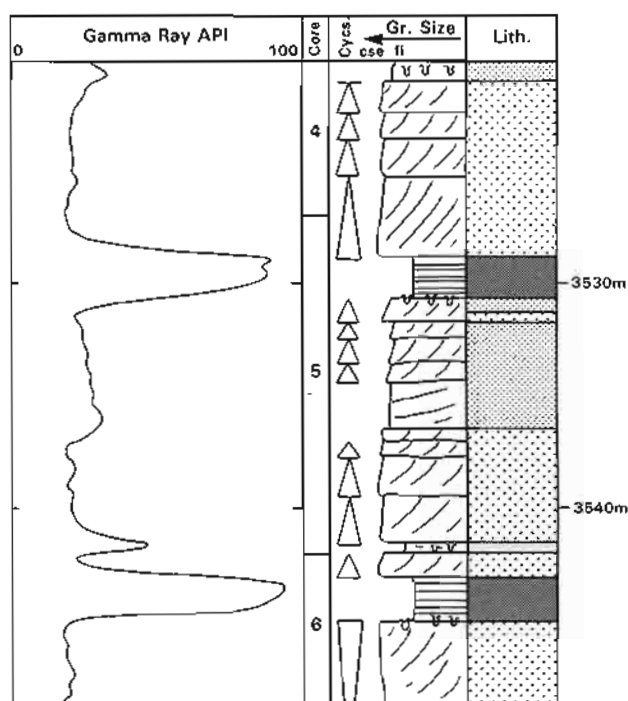 Gamma Ray API
0 100
Core
Cycs.
Gr. Size
cse fi
Lith.
4
3530m
5
3540m
6